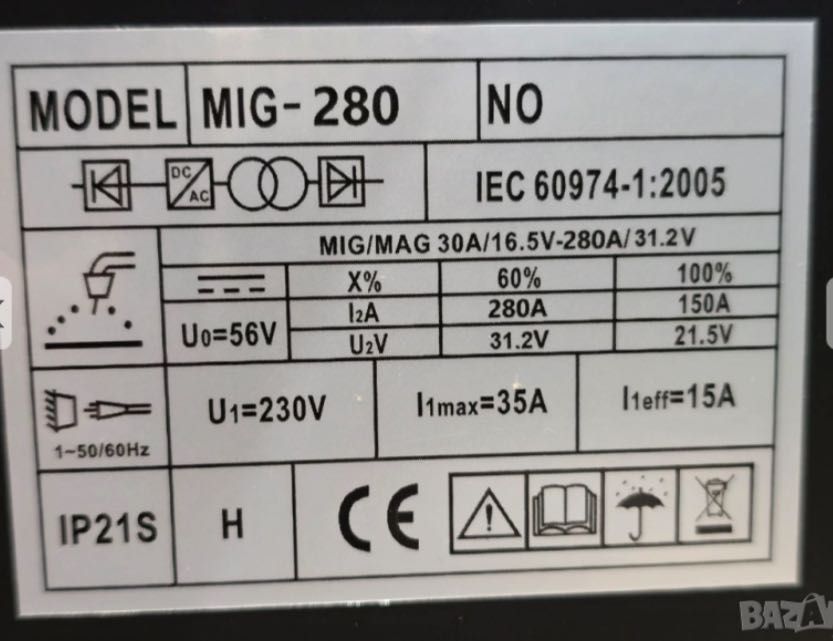 MODEL MIG-280 NO
DC
AC
IEC 60974-1:2005
MIG/MAG 30A/16.5V-280A/31.2V
X% 60% 100%
I2A 280A 150A
U0=56V
U2V 31.2V 21.5V
U1=230V I1max=35A I1eff=15A
1~50/60Hz
IP21S H CE